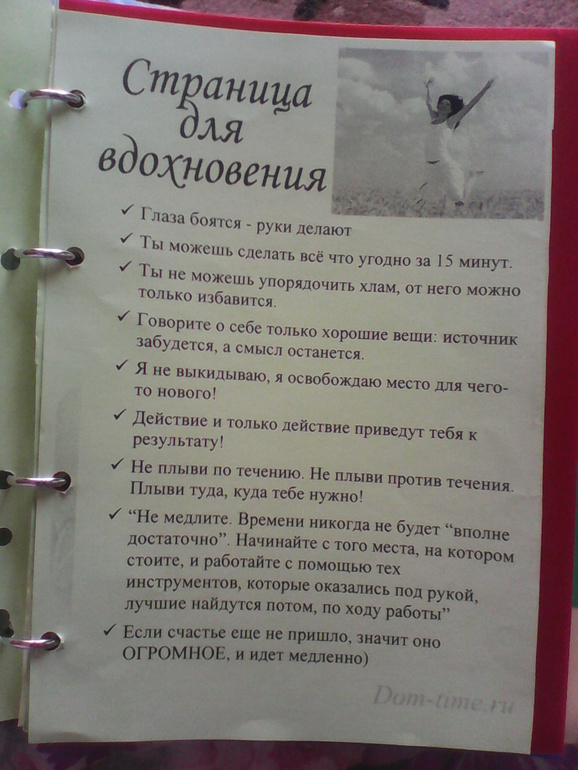 Страница
для
вдохновения
✓ Глаза боятся - руки делают
✓ Ты можешь сделать всё что угодно за 15 минут.
✓ Ты не можешь упорядочить хлам, от него можно
только избавится.
✓ Говорите о себе только хорошие вещи: источник
забудется, а смысл останется.
✓ Я не выкидываю, я освобождаю место для чего-
то нового!
✓ Действие и только действие приведут тебя к
результату!
✓ Не плыви по течению. Не плыви против течения.
Плыви туда, куда тебе нужно!
✓ “Не медлите. Времени никогда не будет “вполне
достаточно”. Начинайте с того места, на котором
стоите, и работайте с помощью тех
инструментов, которые оказались под рукой,
лучшие найдутся потом, по ходу работы”
✓ Если счастье еще не пришло, значит оно
ОГРОМНОЕ, и идет медленно)
Dom-time.ru